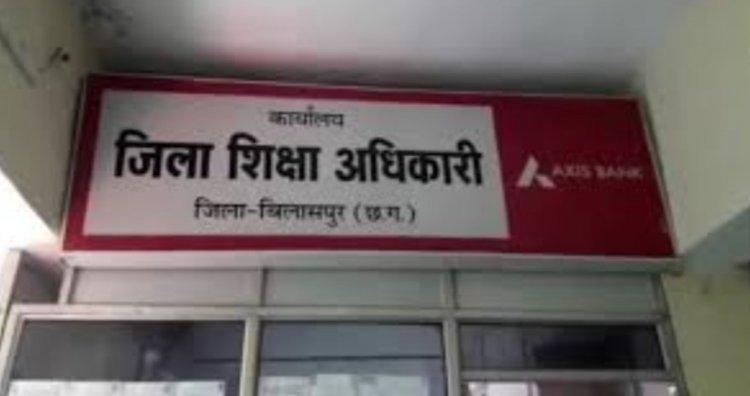 कार्यालय
जिला शिक्षा अधिकारी
जिला-बिलासपुर (छ.ग.)
AXIS BANK